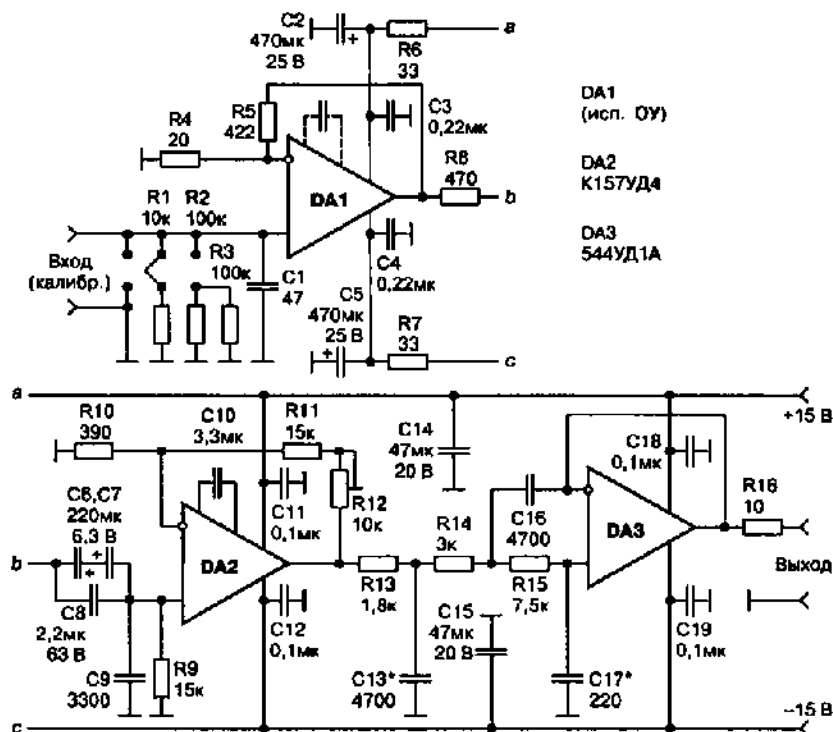 C2
470мк
25 В
R6
33
a
R5
422
C3
0,22мк
DA1
(исп. ОУ)
R4
20
R8
470
DA2
К157УД4
DA1
b
R1
10к
R2
100к
DA3
544УД1А
Вход
(калибр.)
R3
100к
C1
47
C4
0,22мк
C5
470мк
25 В
R7
33
c
a
+15 В
R10
390
C10
3,3мк
R11
15к
C14
47мк
20 В
C18
0,1мк
C6,C7
220мк
6,3 В
C11
0,1мк
R12
10к
R16
10
C16
4700
DA3
R14
3к
b
DA2
R13
1,8к
R15
7,5к
Выход
C8
2,2мк
63 В
C12
0,1мк
C15
47мк
20 В
C19
0,1мк
C9
3300
R9
15к
C13*
4700
C17*
220
c
–15 В